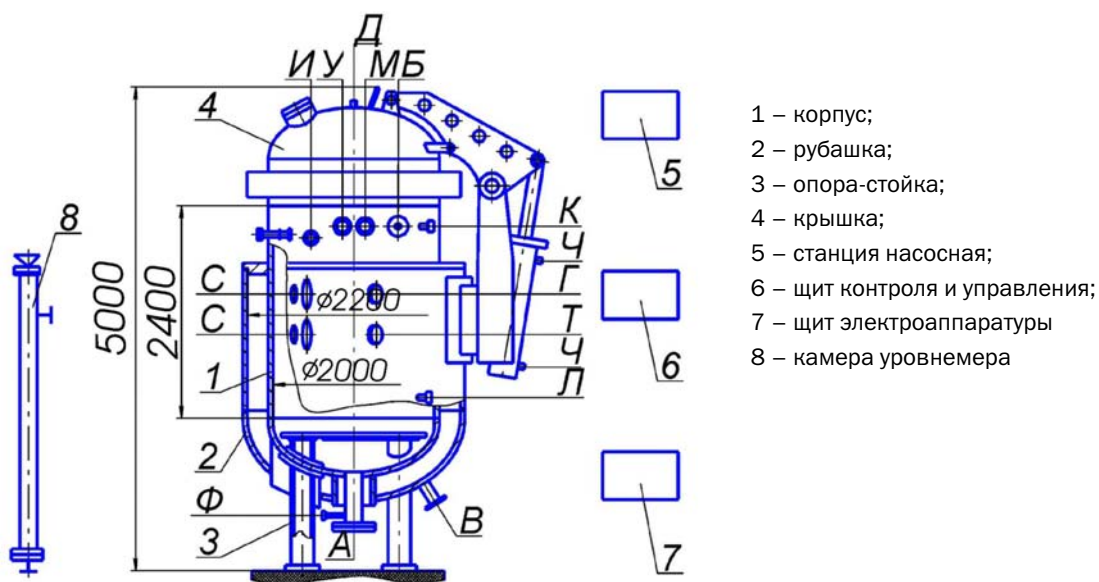 Д
И У М Б
4
5
8
К
Ч
5000
2400
С
Г
ø2200
С
Т
1
ø2000
Ч
Л
6
2
Ф
В
3
А
7
1 – корпус;
2 – рубашка;
3 – опора-стойка;
4 – крышка;
5 – станция насосная;
6 – щит контроля и управления;
7 – щит электроаппаратуры
8 – камера уровнемера